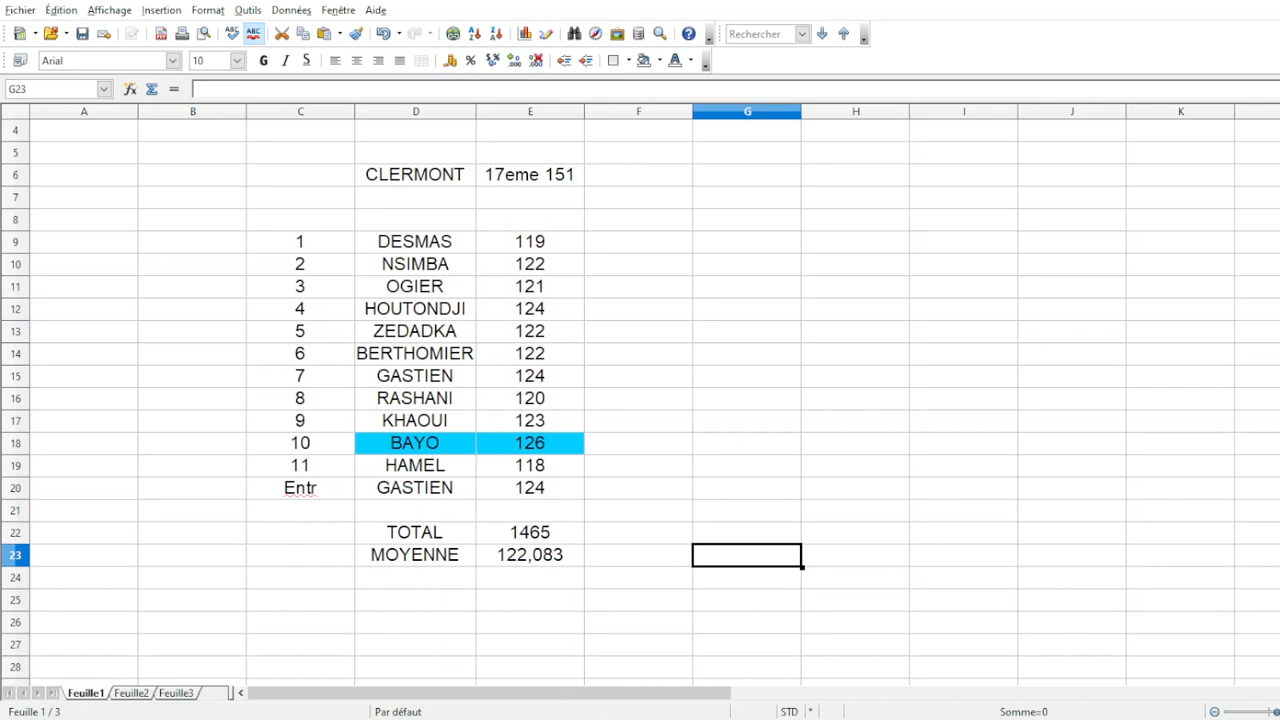 Fichier Édition Affichage Insertion Format Outils Données Fenêtre Aide
ABC ABC Rechercher
Arial 10 G I S
G23
A B C D E F G H I J K
4
5
6 CLERMONT 17eme 151
7
8
9 1 DESMAS 119
10 2 NSIMBA 122
11 3 OGIER 121
12 4 HOUTONDJI 124
13 5 ZEDADKA 122
14 6 BERTHOMIER 122
15 7 GASTIEN 124
16 8 RASHANI 120
17 9 KHAOUI 123
18 10 BAYO 126
19 11 HAMEL 118
20 Entr GASTIEN 124
21
22 TOTAL 1465
23 MOYENNE 122,083
24
25
26
27
28
Feuille1 Feuille2 Feuille3
Feuille 1 / 3 Par défaut STD * Somme=0